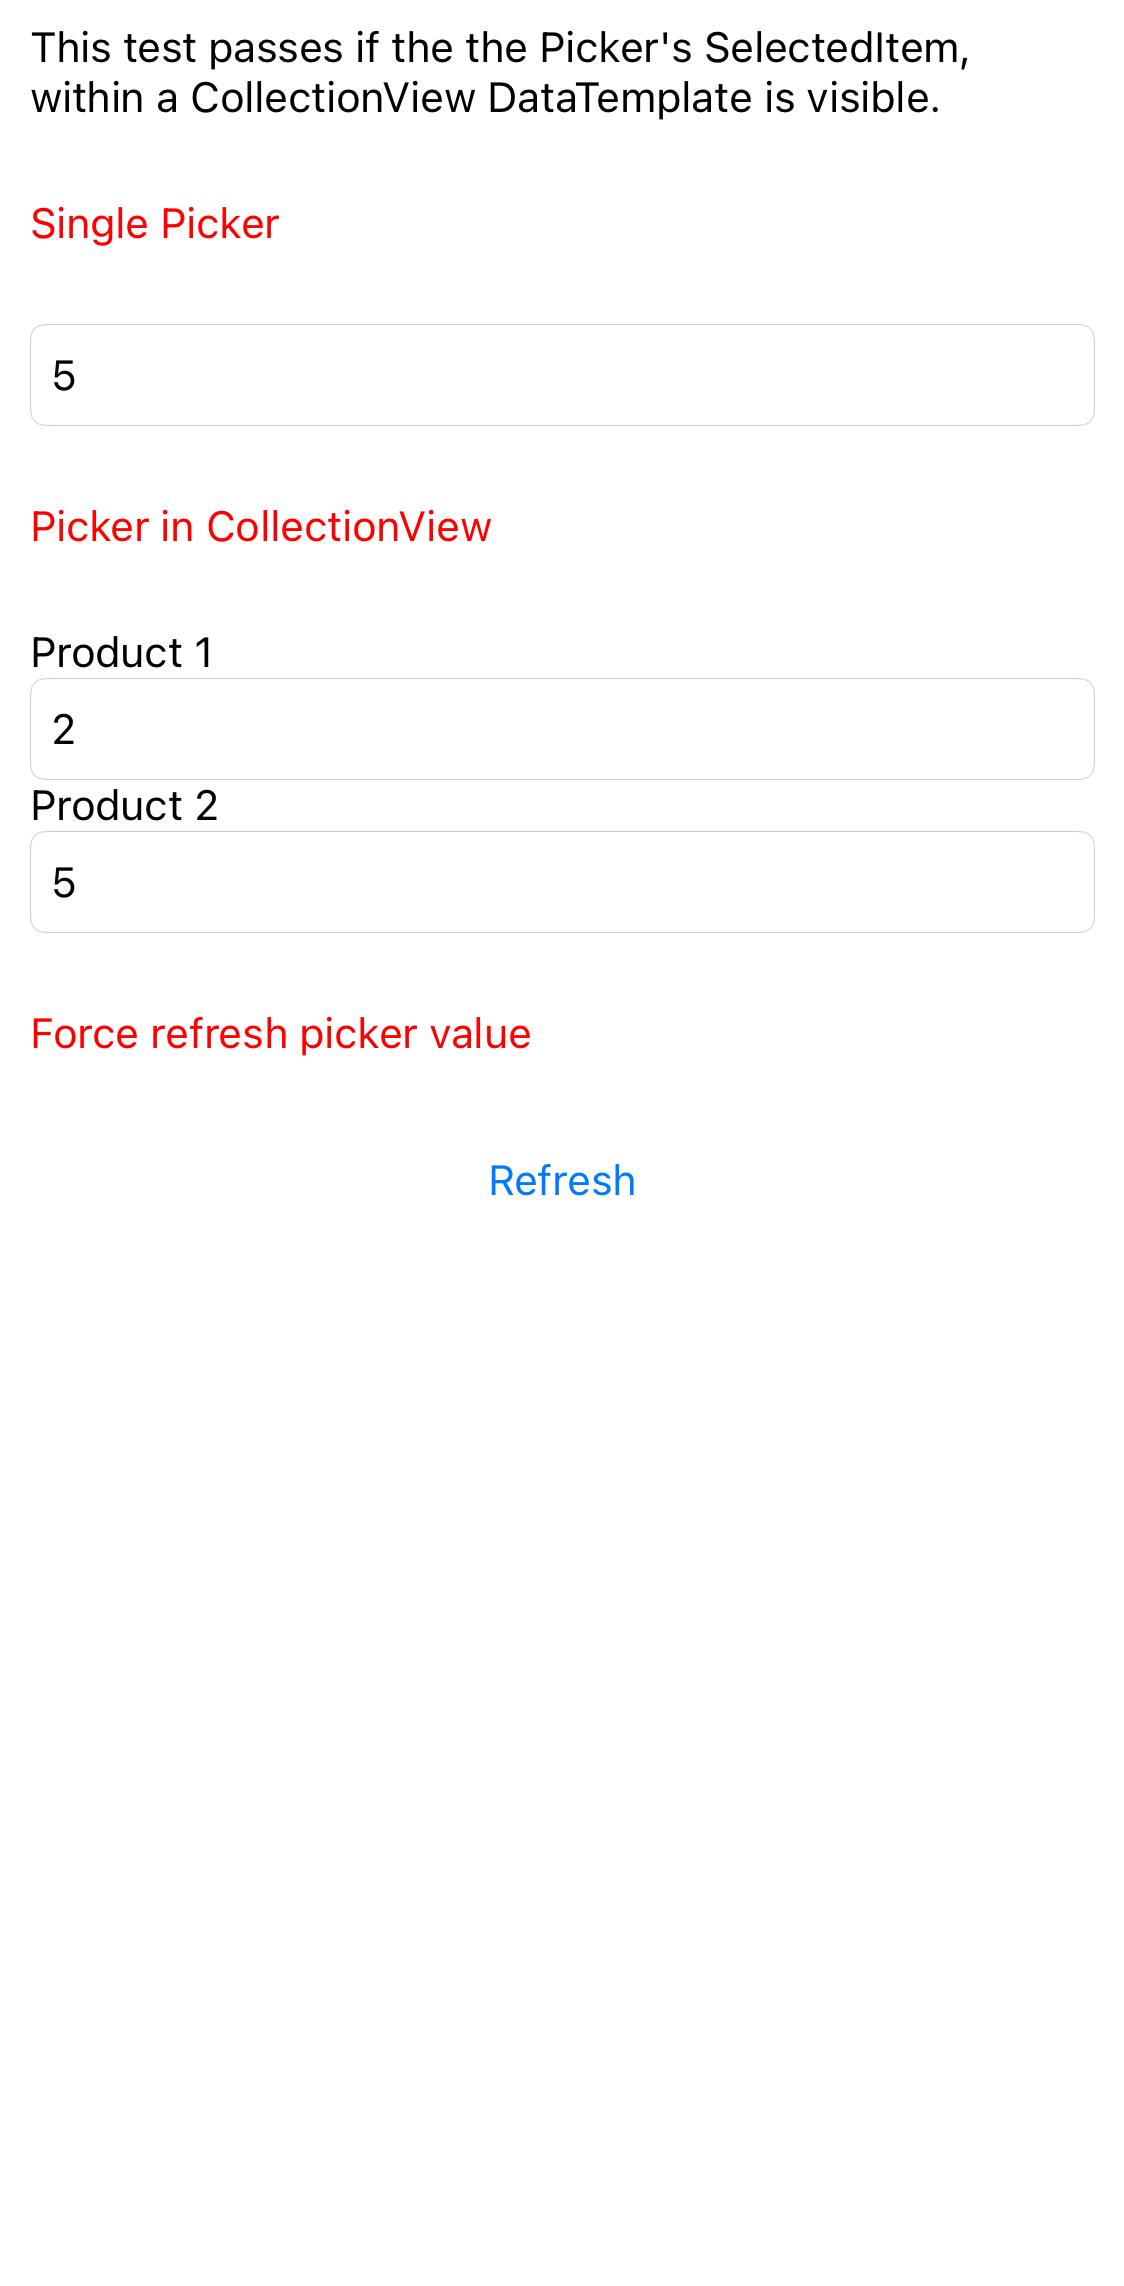 This test passes if the the Picker's SelectedItem,
within a CollectionView DataTemplate is visible.
Single Picker
5
Picker in CollectionView
Product 1
2
Product 2
5
Force refresh picker value
Refresh